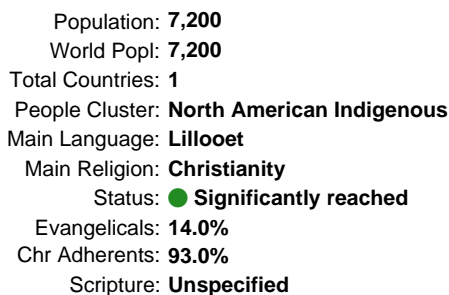 Population: 7,200
World Popl: 7,200
Total Countries: 1
People Cluster: North American Indigenous
Main Language: Lillooet
Main Religion: Christianity
Status: Significantly reached
Evangelicals: 14.0%
Chr Adherents: 93.0%
Scripture: Unspecified